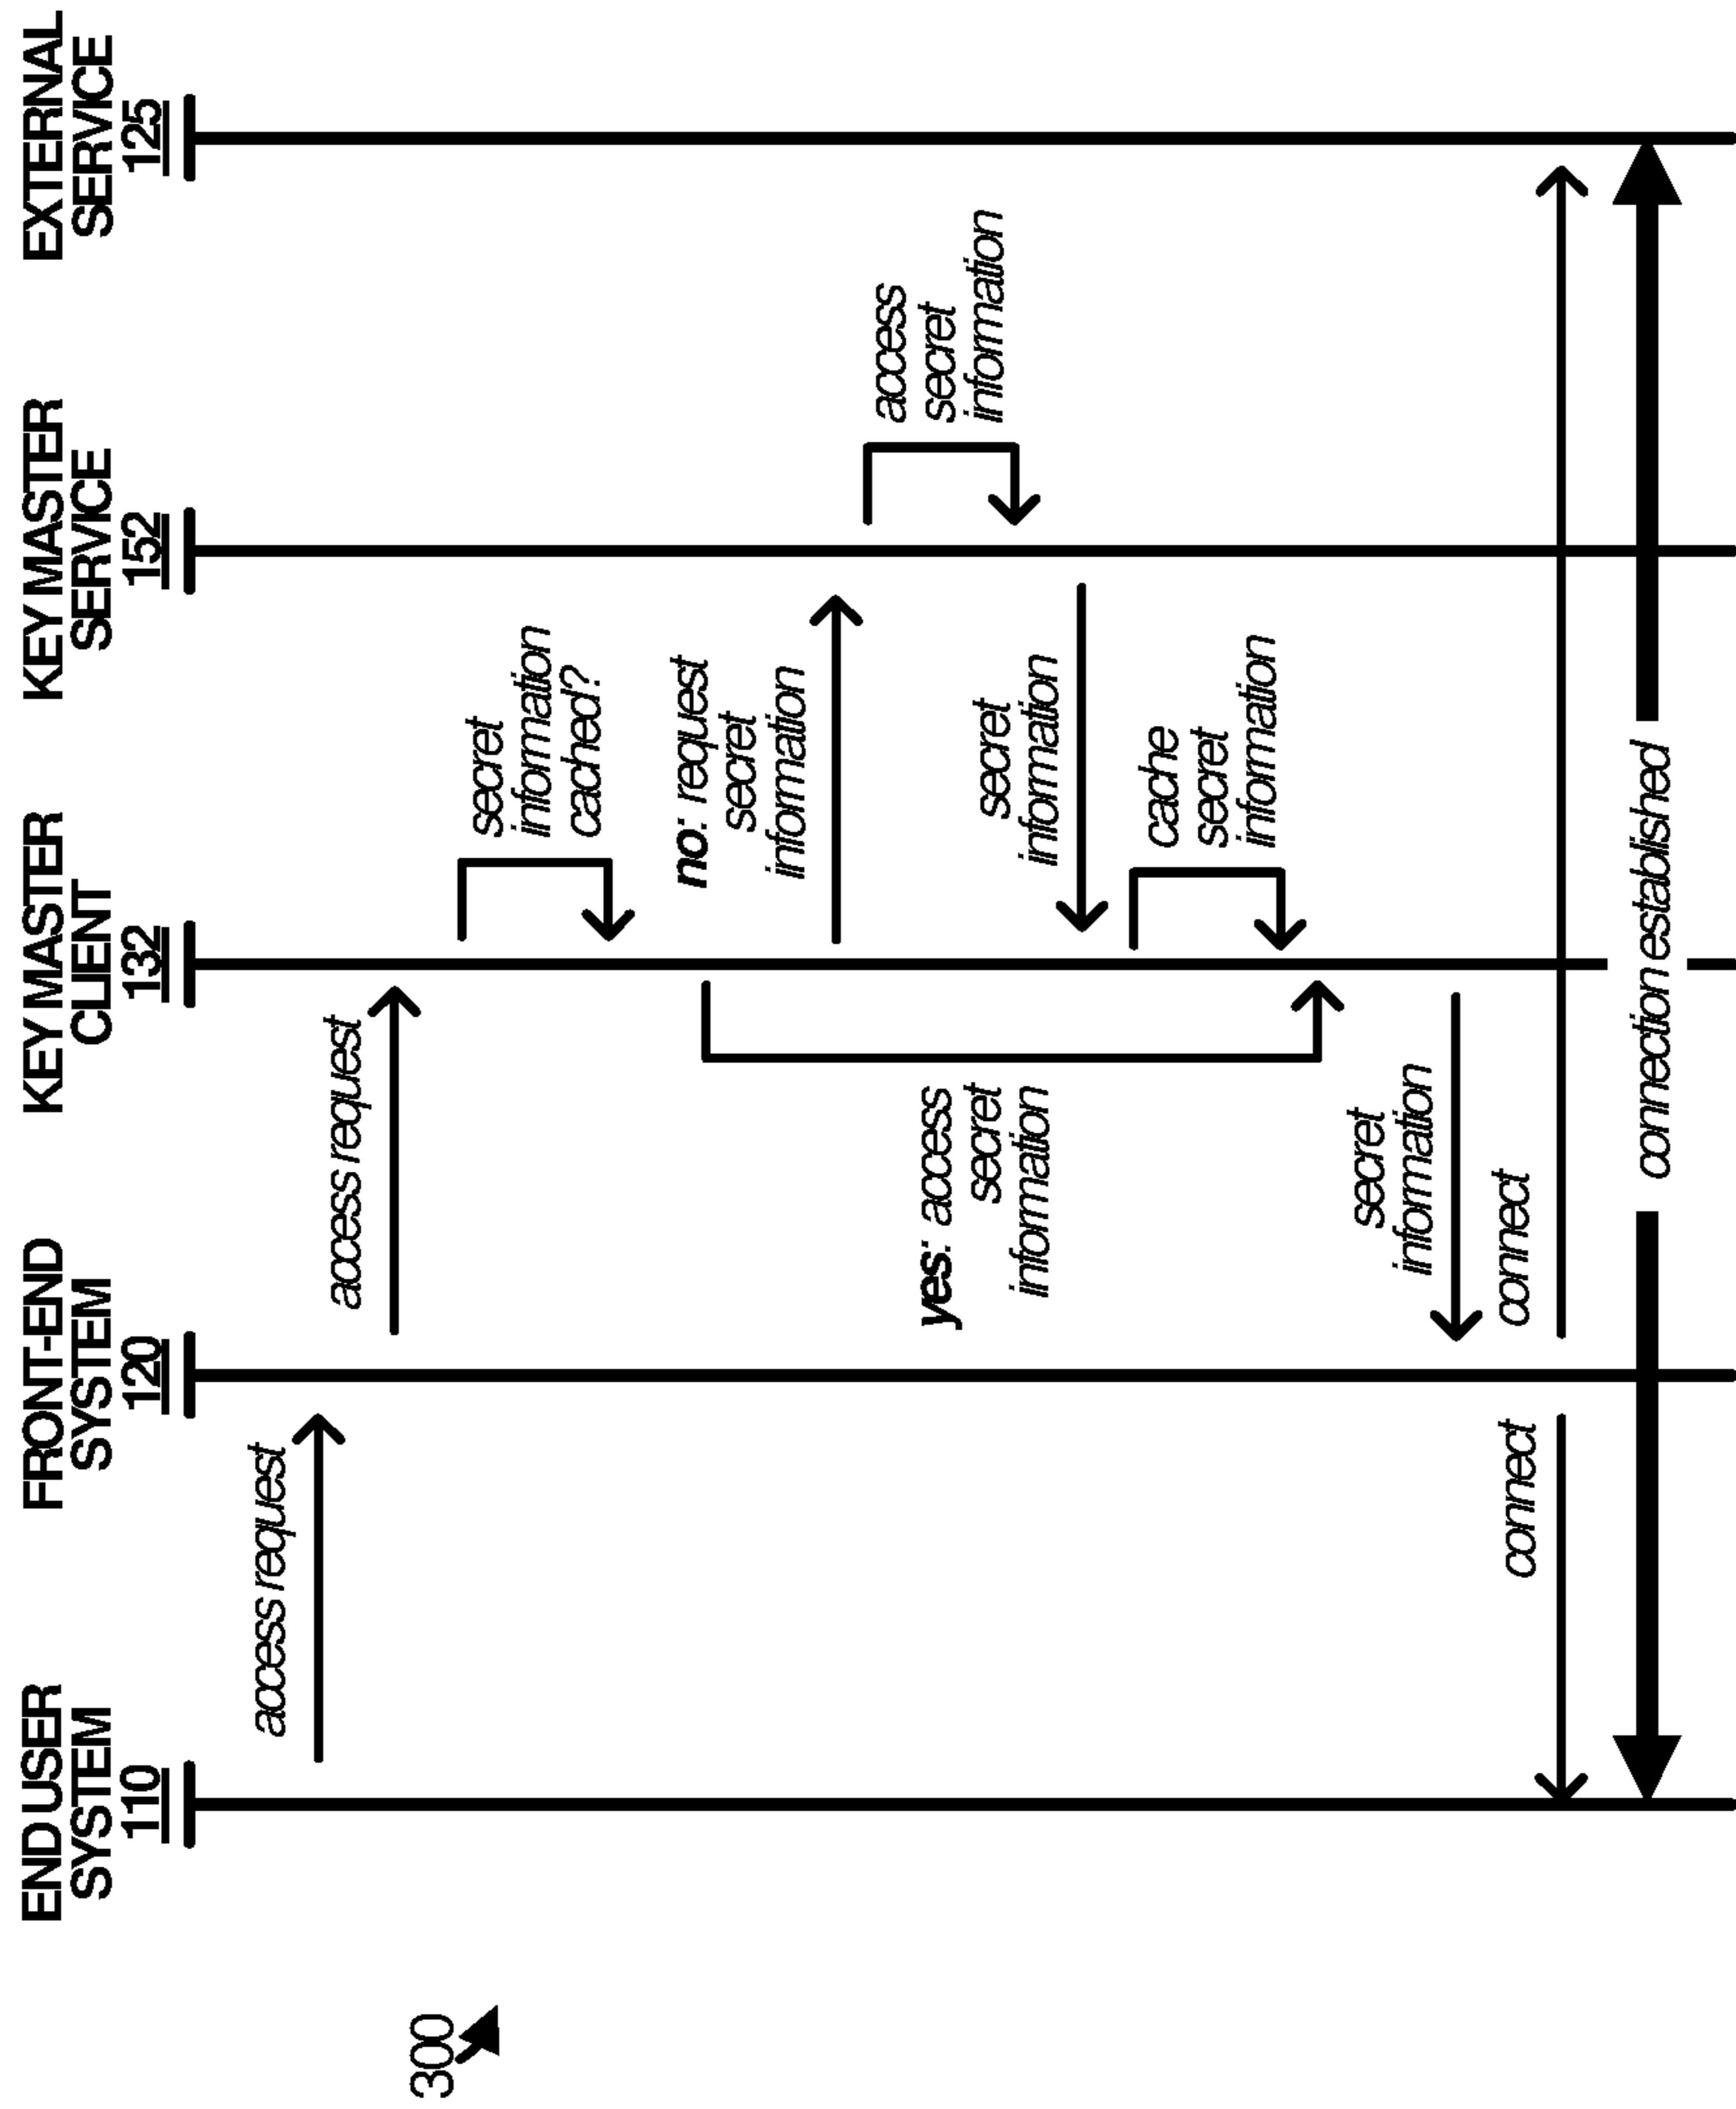 300
END USER
SYSTEM
110
FRONT-END
SYSTEM
120
KEY MASTER
CLIENT
132
KEY MASTER
SERVICE
152
EXTERNAL
SERVICE
125
access request
access request
secret
information
cached?
no: request
secret
information
access
secret
information
yes: access
secret
information
secret
information
cache
secret
information
secret
information
connect
connect
connection established